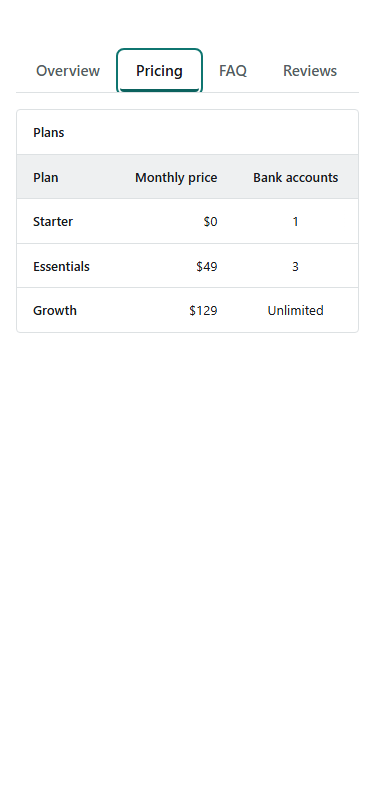 Overview Pricing FAQ Reviews
Plans
Plan Monthly price Bank accounts
Starter $0 1
Essentials $49 3
Growth $129 Unlimited